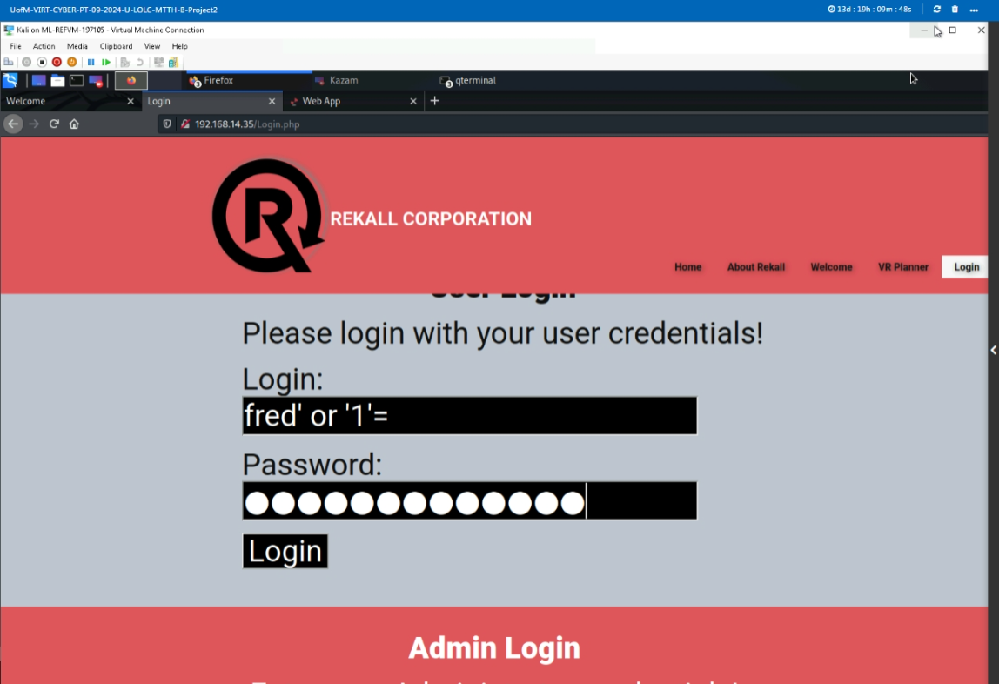 UofM-VIRT-CYBER-PT-09-2024-U-LOLC-MTTH-B-Project2 13d : 19h : 09m : 48s
Kali on ML-REFVM-197105 - Virtual Machine Connection
File Action Media Clipboard View Help
Firefox Kazam qterminal
Welcome Login Web App
192.168.14.35/Login.php
R REKALL CORPORATION
Home About Rekall Welcome VR Planner Login
User Login
Please login with your user credentials!
Login:
fred' or '1'=
Password:
●●●●●●●●●●●●●
Login
Admin Login